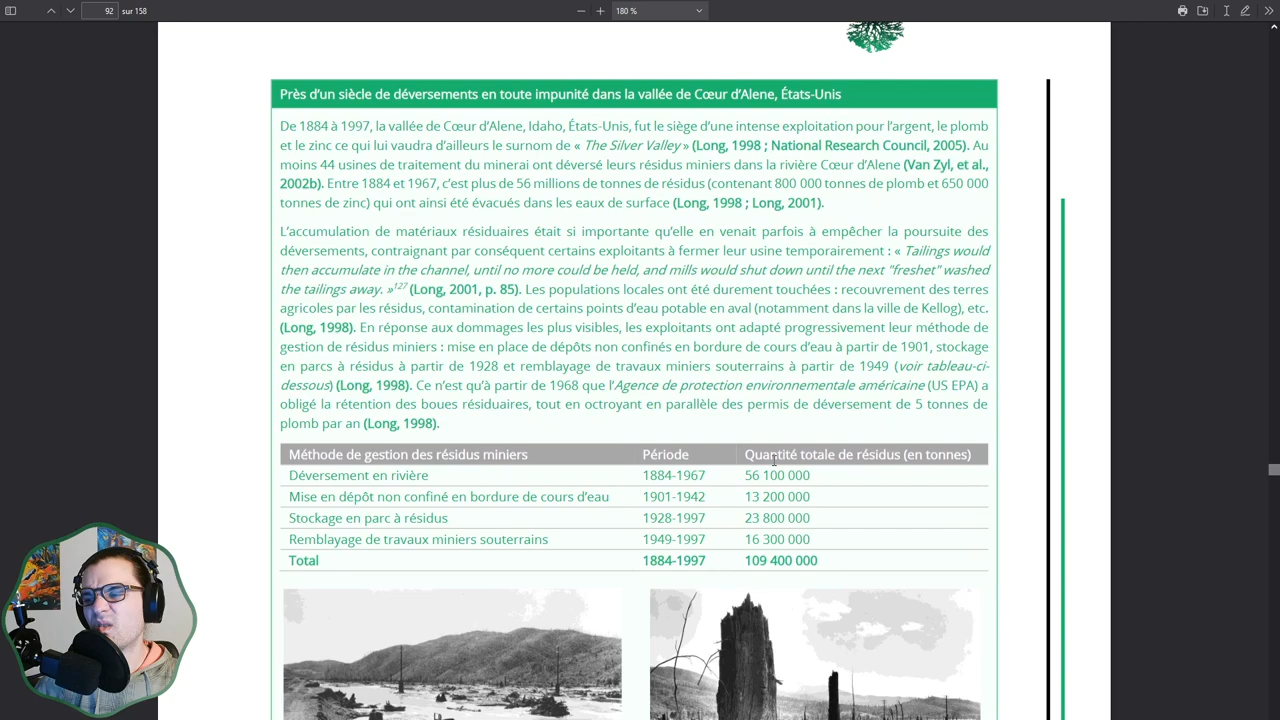 92 sur 158
180 %
Près d'un siècle de déversements en toute impunité dans la vallée de Cœur d'Alene, États-Unis
De 1884 à 1997, la vallée de Cœur d'Alene, Idaho, États-Unis, fut le siège d'une intense exploitation pour l'argent, le plomb
et le zinc ce qui lui vaudra d'ailleurs le surnom de « The Silver Valley » (Long, 1998 ; National Research Council, 2005). Au
moins 44 usines de traitement du minerai ont déversé leurs résidus miniers dans la rivière Cœur d'Alene (Van Zyl, et al.,
2002b). Entre 1884 et 1967, c'est plus de 56 millions de tonnes de résidus (contenant 800 000 tonnes de plomb et 650 000
tonnes de zinc) qui ont ainsi été évacués dans les eaux de surface (Long, 1998 ; Long, 2001).
L'accumulation de matériaux résiduaires était si importante qu'elle en venait parfois à empêcher la poursuite des
déversements, contraignant par conséquent certains exploitants à fermer leur usine temporairement : « Tailings would
then accumulate in the channel, until no more could be held, and mills would shut down until the next "freshet" washed
the tailings away. »127 (Long, 2001, p. 85). Les populations locales ont été durement touchées : recouvrement des terres
agricoles par les résidus, contamination de certains points d'eau potable en aval (notamment dans la ville de Kellog), etc.
(Long, 1998). En réponse aux dommages les plus visibles, les exploitants ont adapté progressivement leur méthode de
gestion de résidus miniers : mise en place de dépôts non confinés en bordure de cours d'eau à partir de 1901, stockage
en parcs à résidus à partir de 1928 et remblayage de travaux miniers souterrains à partir de 1949 (voir tableau-ci-
dessous) (Long, 1998). Ce n'est qu'à partir de 1968 que l'Agence de protection environnementale américaine (US EPA) a
obligé la rétention des boues résiduaires, tout en octroyant en parallèle des permis de déversement de 5 tonnes de
plomb par an (Long, 1998).
Méthode de gestion des résidus miniers Période Quantité totale de résidus (en tonnes)
Déversement en rivière 1884-1967 56 100 000
Mise en dépôt non confiné en bordure de cours d'eau 1901-1942 13 200 000
Stockage en parc à résidus 1928-1997 23 800 000
Remblayage de travaux miniers souterrains 1949-1997 16 300 000
Total 1884-1997 109 400 000